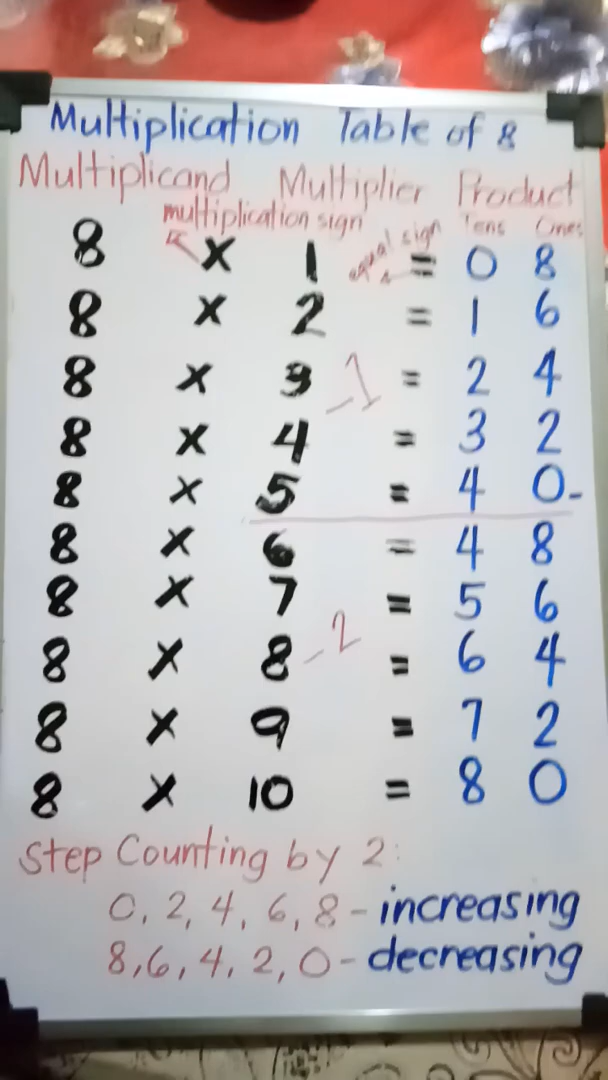 Multiplication Table of 8
Multiplicand Multiplier Product
multiplication sign equal sign Tens Ones
8 x 1 = 0 8
8 x 2 = 1 6
8 x 3 = 2 4
-1
8 x 4 = 3 2
8 x 5 = 4 0-
8 x 6 = 4 8
8 x 7 = 5 6
-2
8 x 8 = 6 4
8 x 9 = 7 2
8 x 10 = 8 0
Step Counting by 2:
0, 2, 4, 6, 8 - increasing
8, 6, 4, 2, 0 - decreasing